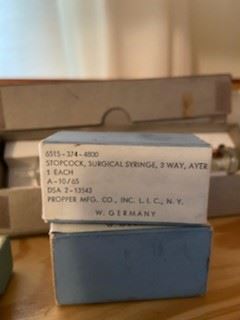 6515-374-4800
STOPCOCK, SURGICAL SYRINGE, 3 WAY, AYER
1 EACH
A-10/65
DSA 2-13543
PROPPER MFG. CO., INC. L.I.C., N.Y.
W. GERMANY
W. GERMANY